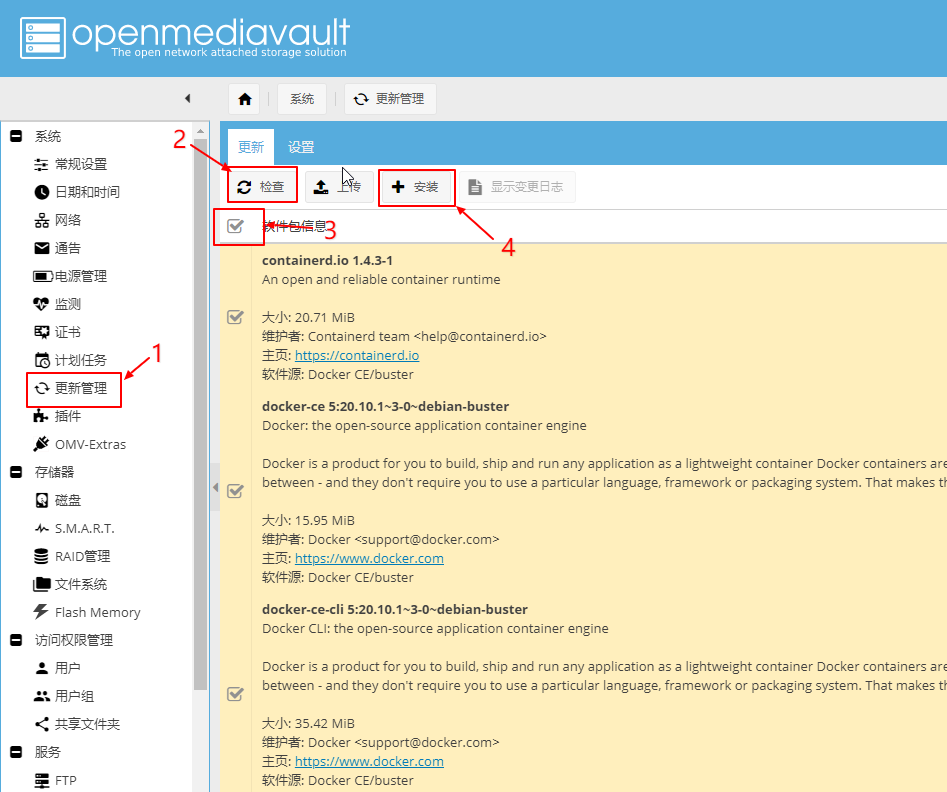 openmediavault
The open network attached storage solution
系统
更新管理
系统
常规设置
日期和时间
网络
通告
电源管理
监测
证书
计划任务
更新管理
插件
OMV-Extras
存储器
磁盘
S.M.A.R.T.
RAID管理
文件系统
Flash Memory
访问权限管理
用户
用户组
共享文件夹
服务
FTP
1
2
更新
设置
检查
上传
安装
显示变更日志
软件包信息
3
4
containerd.io 1.4.3-1
An open and reliable container runtime
大小: 20.71 MiB
维护者: Containerd team <help@containerd.io>
主页: https://containerd.io
软件源: Docker CE/buster
docker-ce 5:20.10.1~3-0~debian-buster
Docker: the open-source application container engine
Docker is a product for you to build, ship and run any application as a lightweight container Docker containers are
between - and they don't require you to use a particular language, framework or packaging system. That makes th
大小: 15.95 MiB
维护者: Docker <support@docker.com>
主页: https://www.docker.com
软件源: Docker CE/buster
docker-ce-cli 5:20.10.1~3-0~debian-buster
Docker CLI: the open-source application container engine
Docker is a product for you to build, ship and run any application as a lightweight container Docker containers are
between - and they don't require you to use a particular language, framework or packaging system. That makes th
大小: 35.42 MiB
维护者: Docker <support@docker.com>
主页: https://www.docker.com
软件源: Docker CE/buster